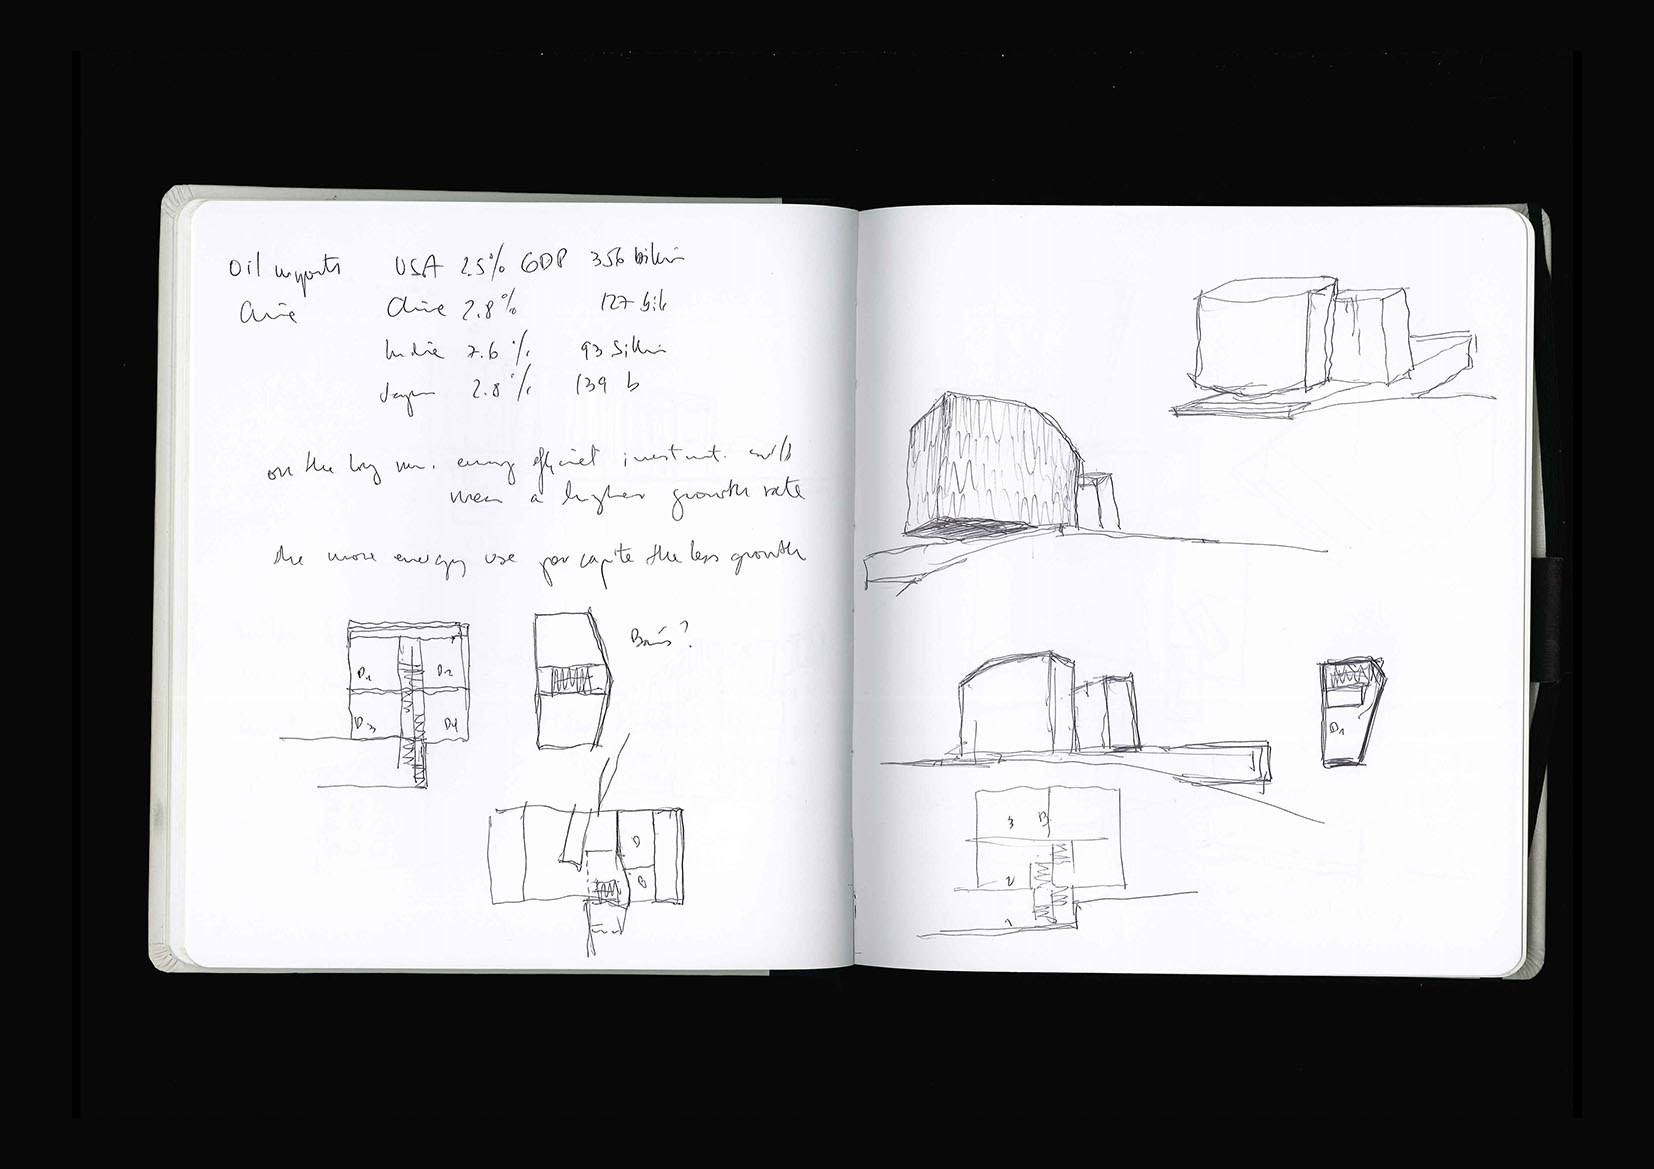 Oil imports USA 2.5% GDP 356 billion
China China 2.8% 127 bil
India 7.6% 93 billion
Japan 2.8% 139 b
on the long run. energy efficient investment. will
mean a higher growth rate
the more energy use per capita the less growth
D1 D2
D3 D4
D
B
D1
3
2
1